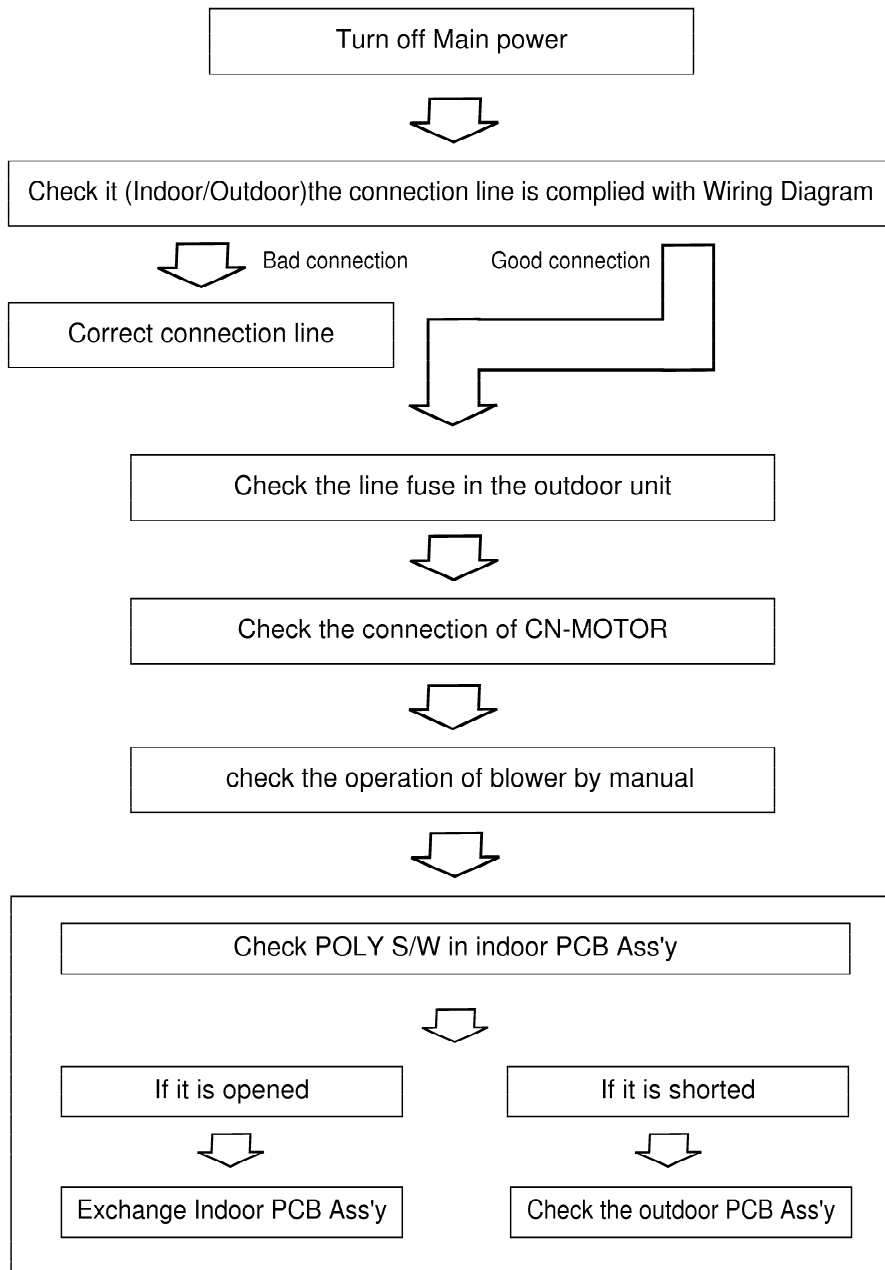 Turn off Main power
Check it (Indoor/Outdoor)the connection line is complied with Wiring Diagram
Bad connection
Good connection
Correct connection line
Check the line fuse in the outdoor unit
Check the connection of CN-MOTOR
check the operation of blower by manual
Check POLY S/W in indoor PCB Ass'y
If it is opened
If it is shorted
Exchange Indoor PCB Ass'y
Check the outdoor PCB Ass'y